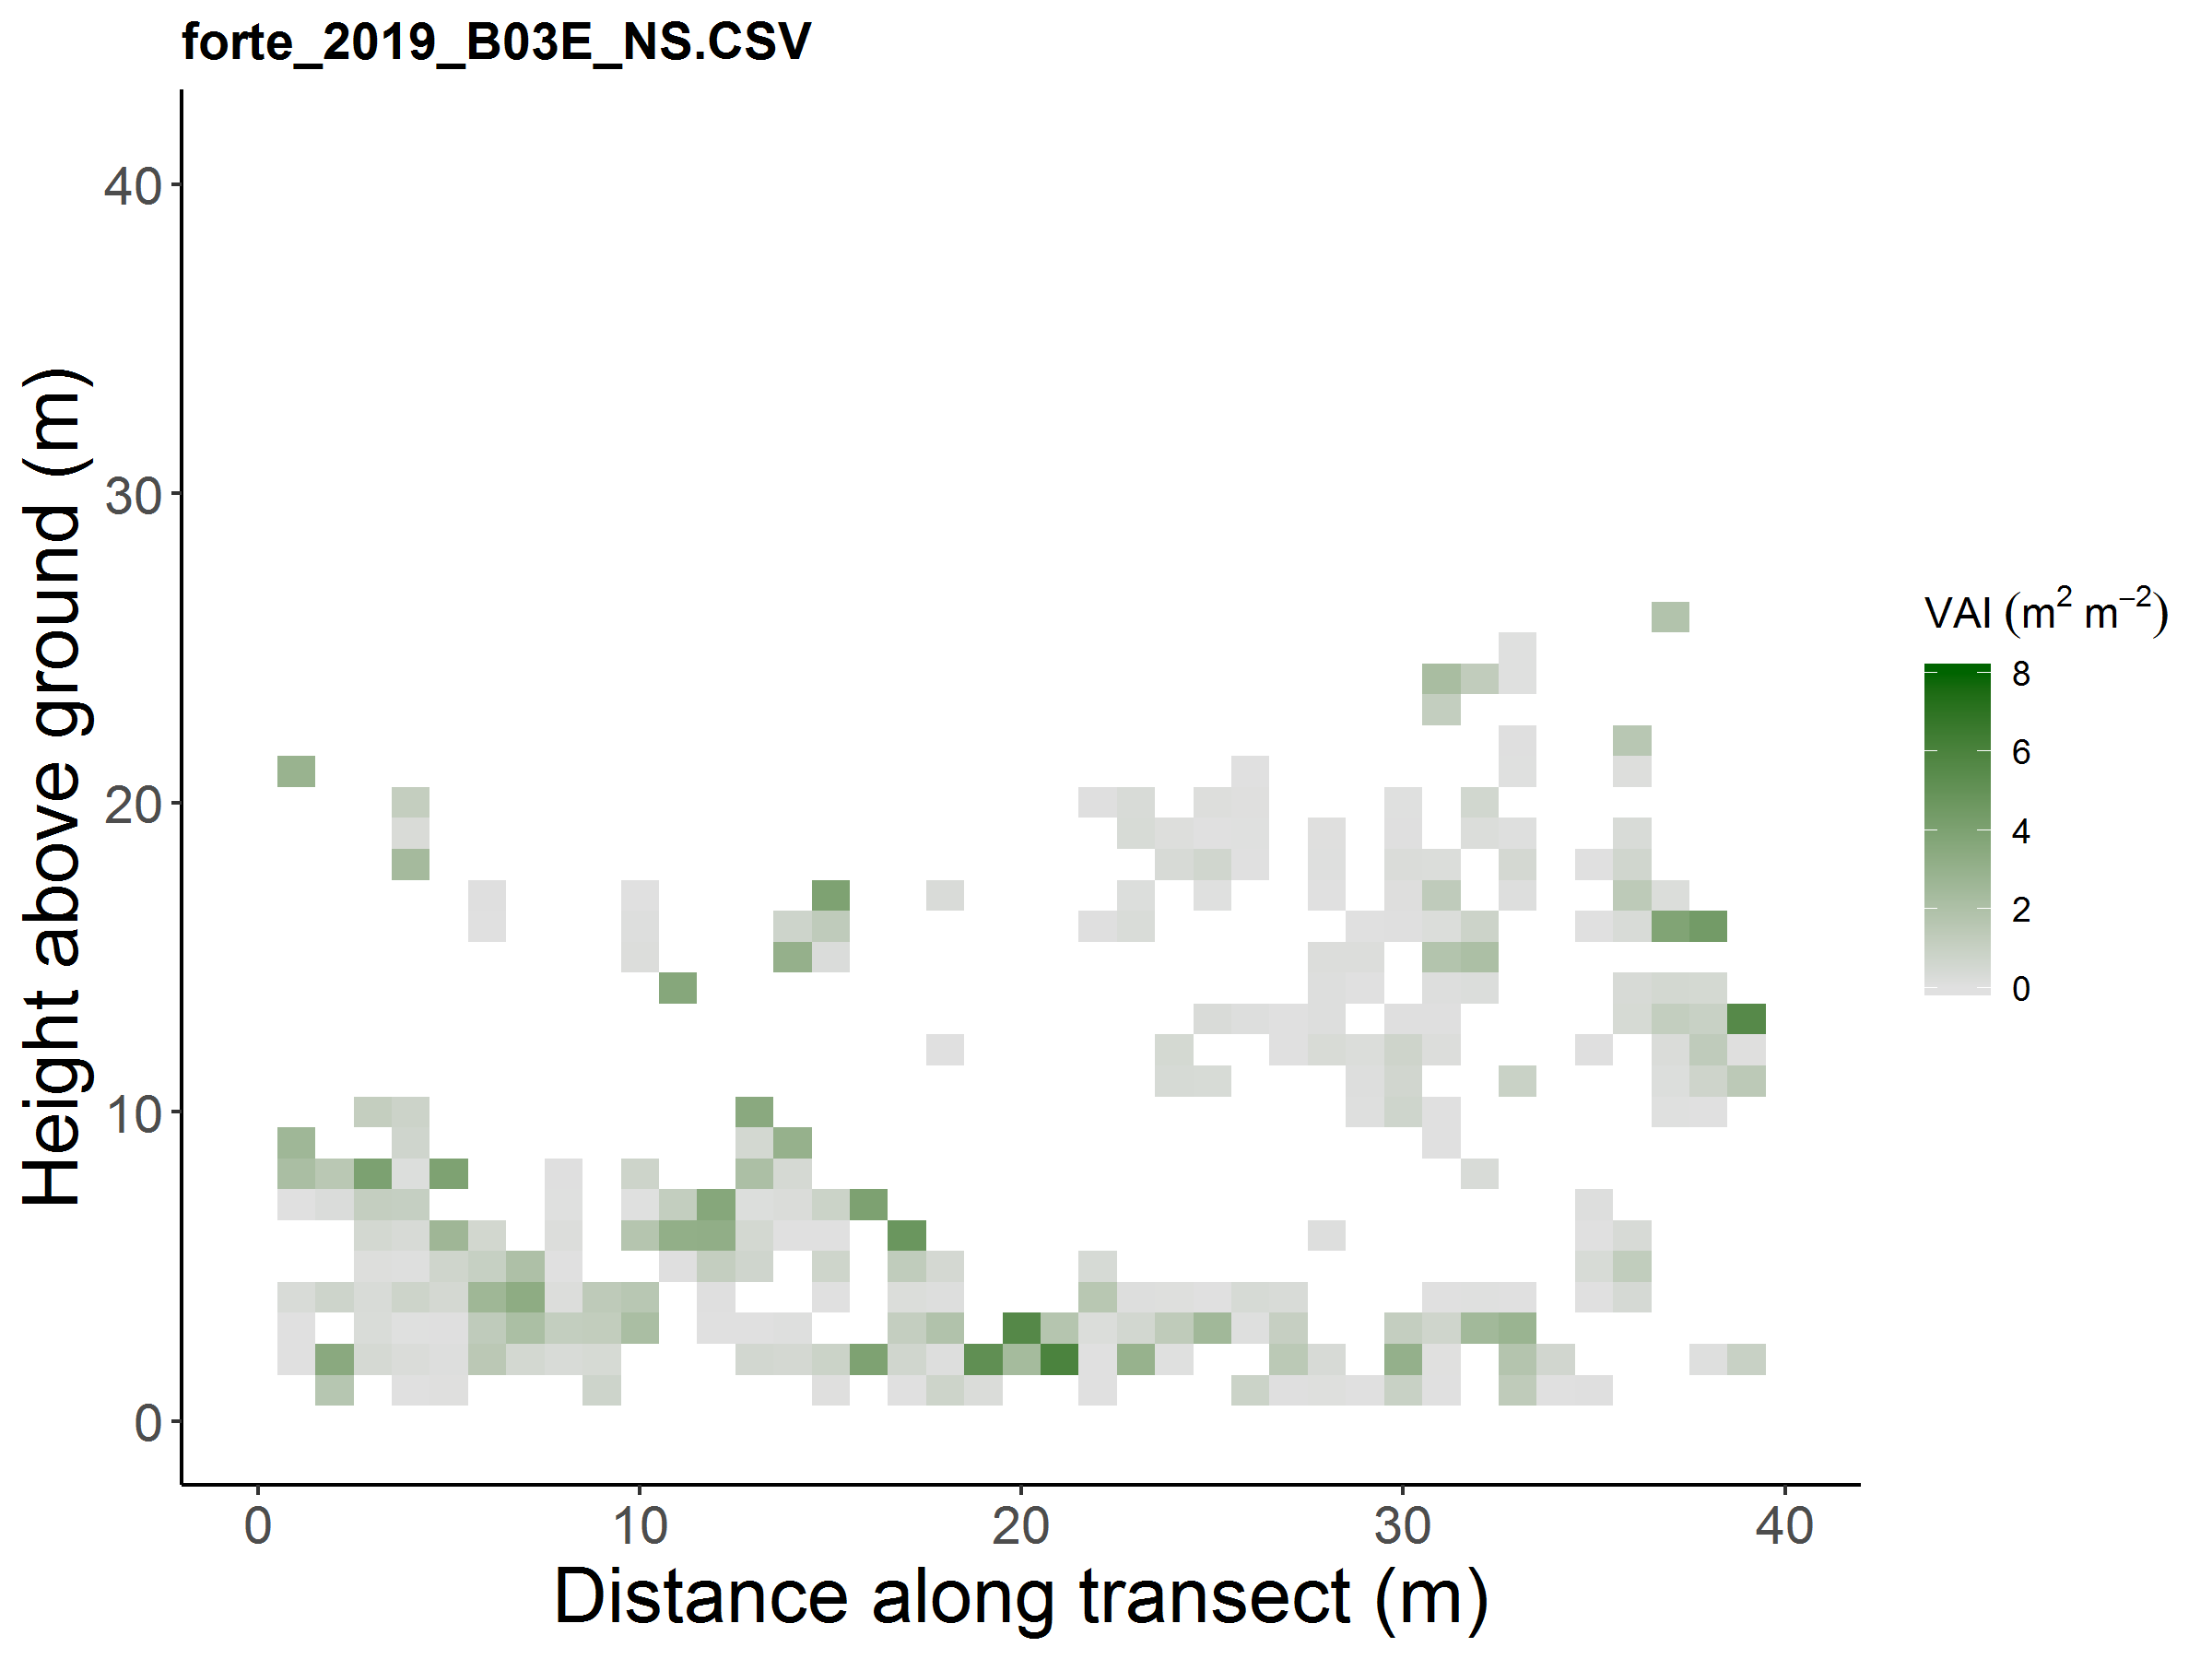 forte_2019_B03E_NS.CSV
40
30
20
10
0
Height above ground (m)
0 10 20 30 40
Distance along transect (m)
VAI (m² m⁻²)
8
6
4
2
0